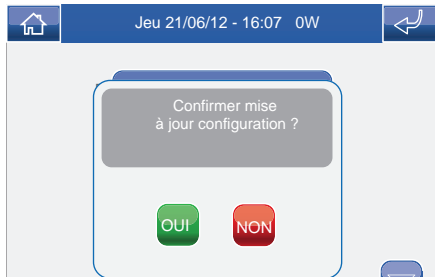 Jeu 21/06/12 - 16:07 0W
Confirmer mise
à jour configuration ?
OUI NON